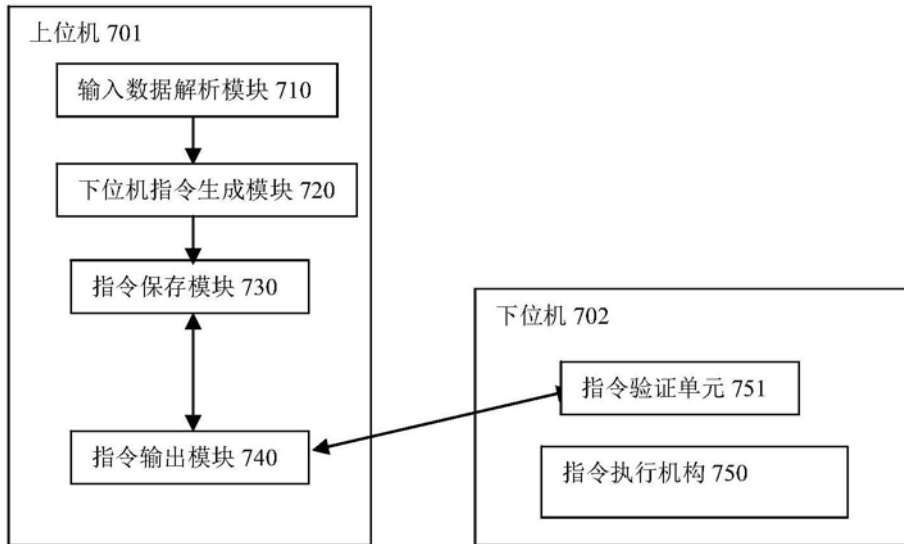 上位机 701
输入数据解析模块 710
下位机指令生成模块 720
指令保存模块 730
指令输出模块 740
下位机 702
指令验证单元 751
指令执行机构 750